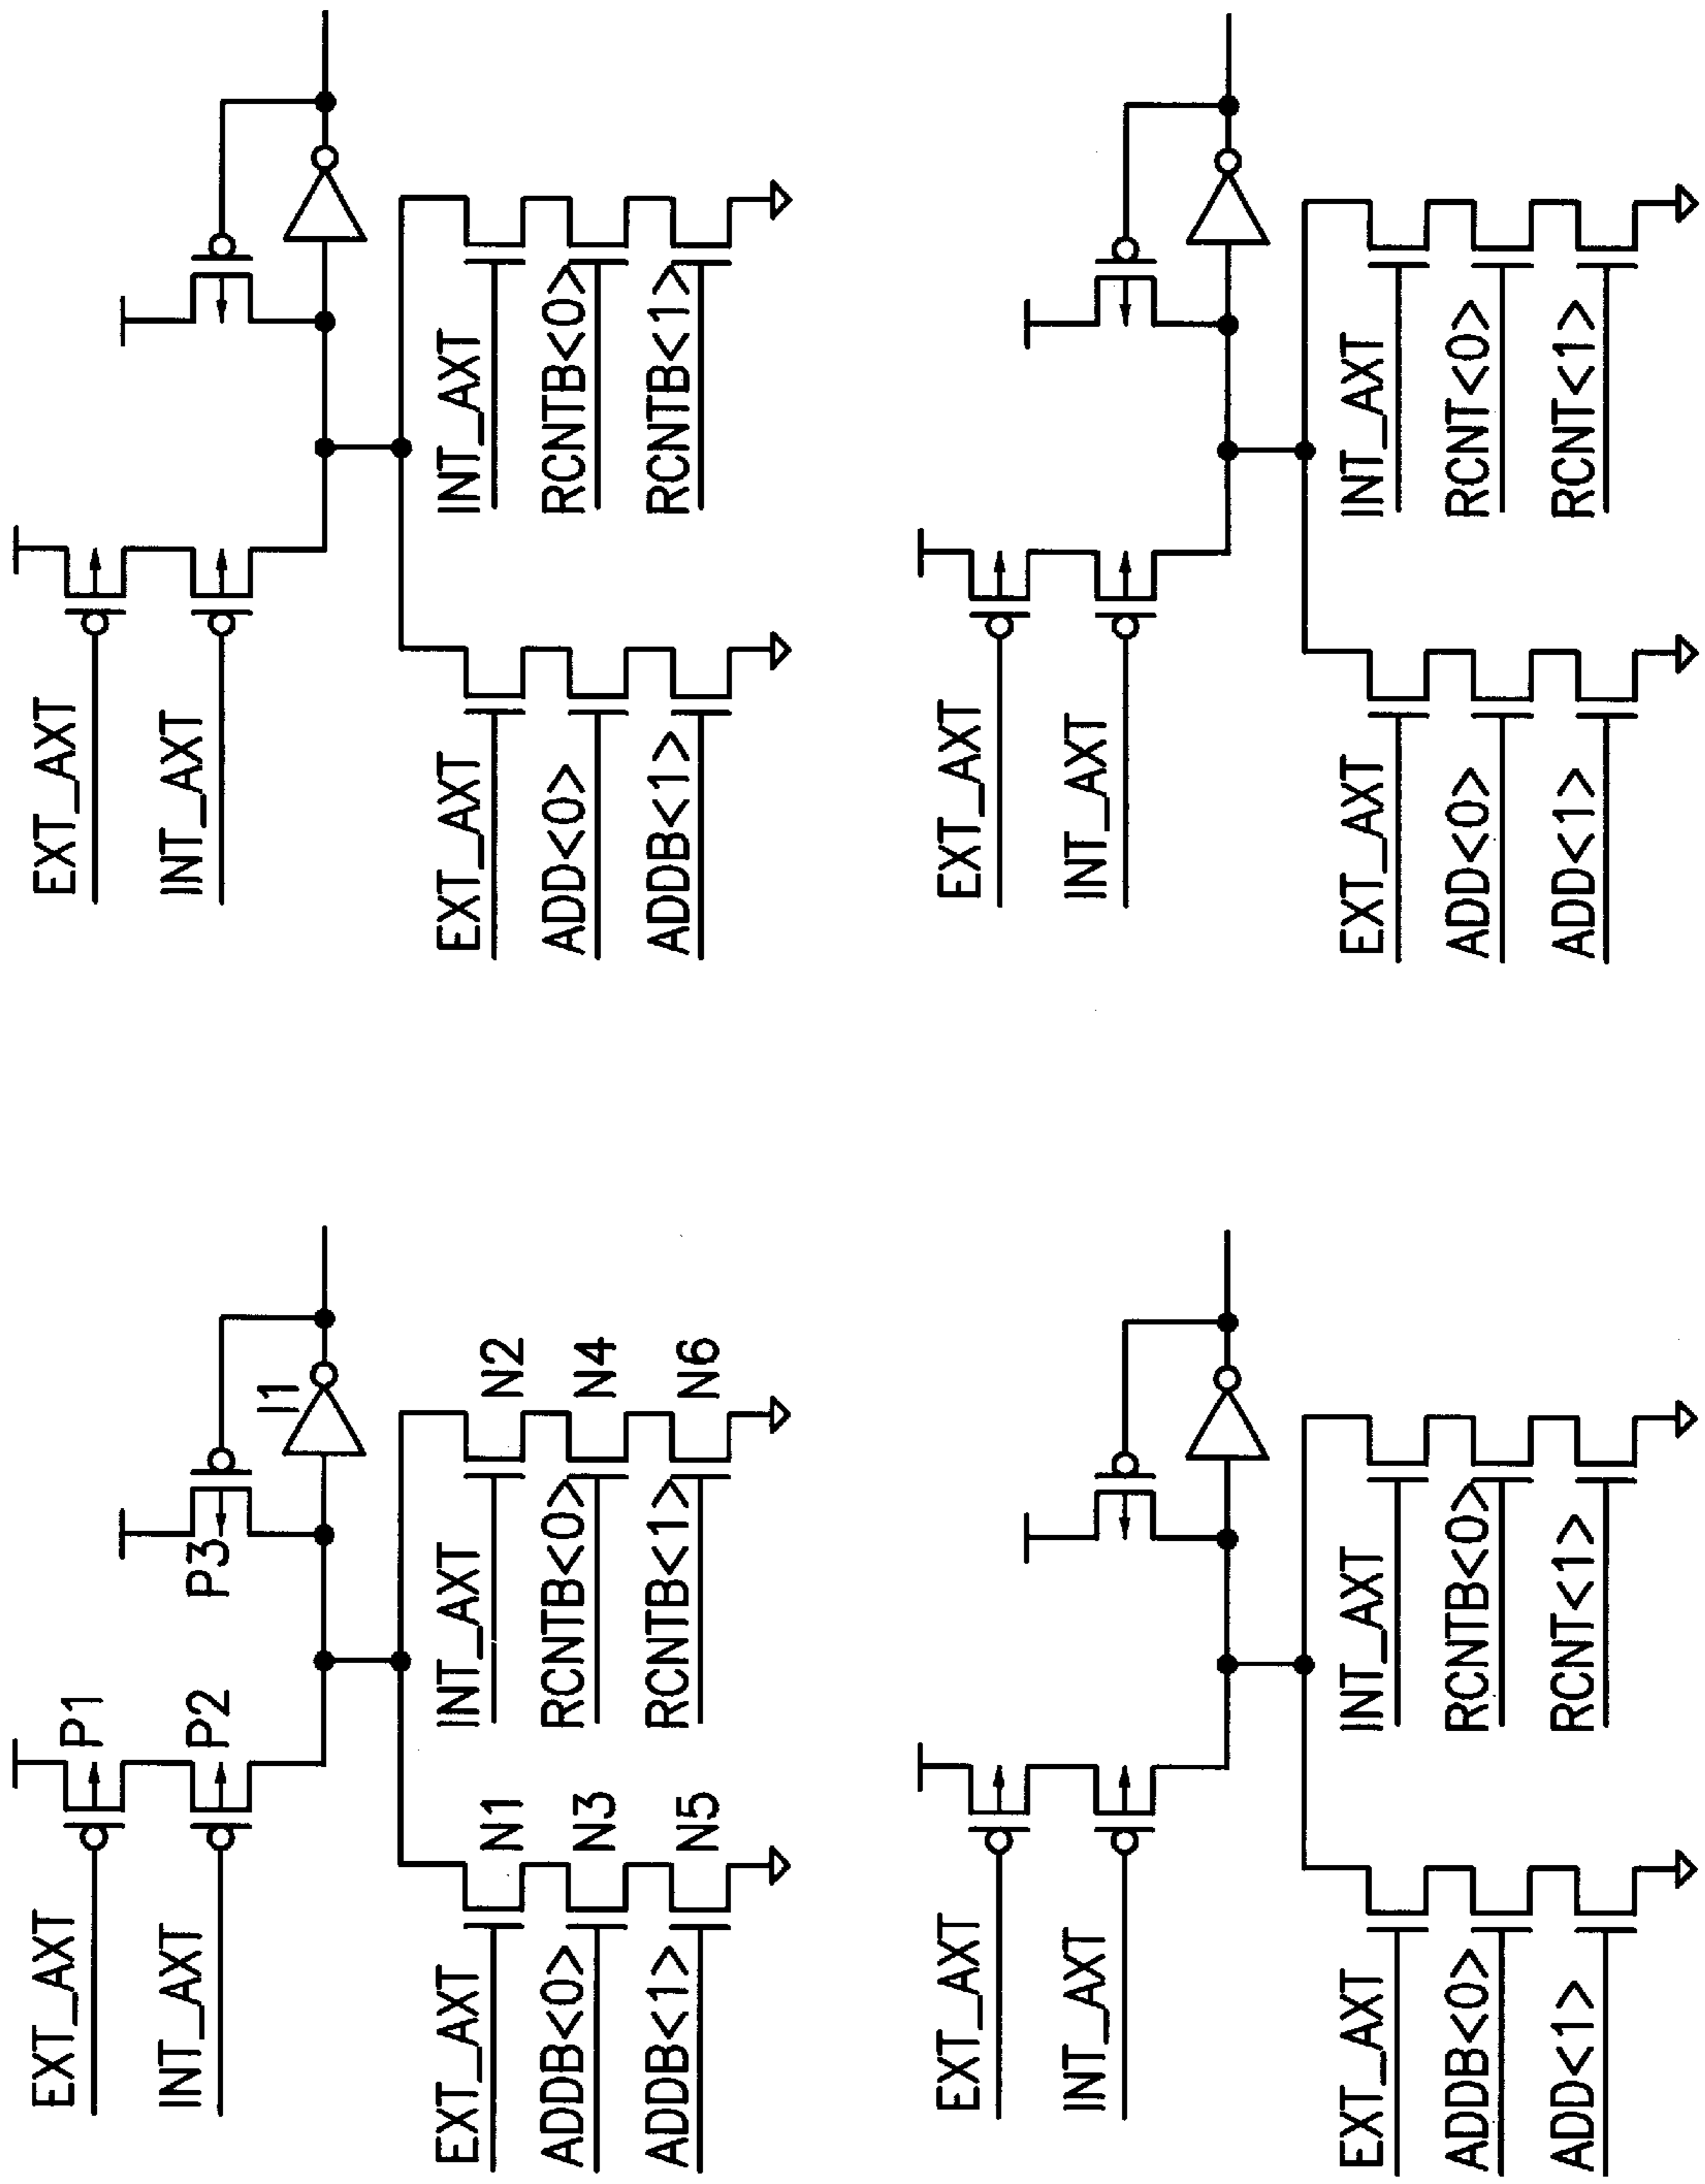 EXT_AXT
P1
INT_AXT
P2
P3
I1
EXT_AXT
N1
INT_AXT
N2
ADDB<0>
N3
RCNTB<0>
N4
ADDB<1>
N5
RCNTB<1>
N6
EXT_AXT
INT_AXT
EXT_AXT
INT_AXT
ADD<0>
RCNTB<0>
ADDB<1>
RCNTB<1>
EXT_AXT
INT_AXT
EXT_AXT
INT_AXT
ADDB<0>
RCNTB<0>
ADD<1>
RCNT<1>
EXT_AXT
INT_AXT
EXT_AXT
INT_AXT
ADD<0>
RCNT<0>
ADD<1>
RCNT<1>